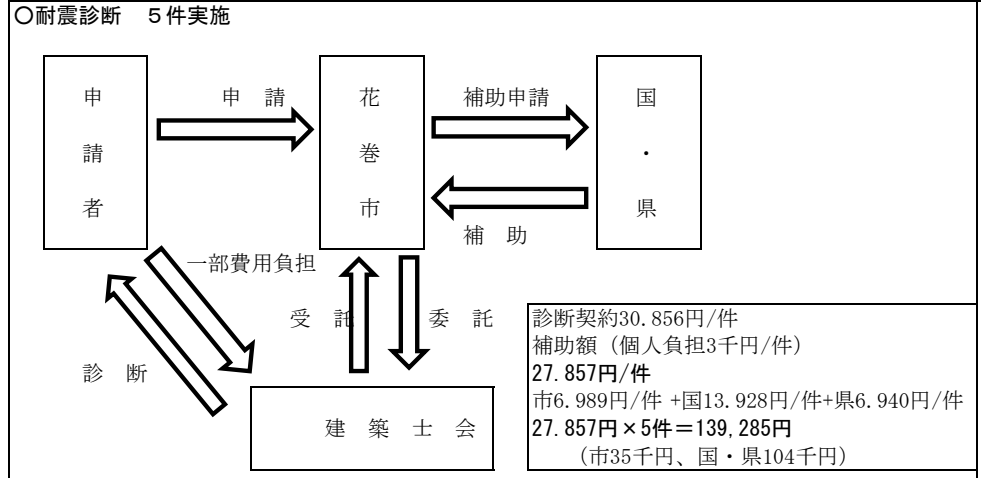 〇耐震診断　５件実施
申請者
申　請
花巻市
補助申請
国・県
補　助
一部費用負担
受　託
委　託
診　断
建　築　士　会
診断契約30.856円/件
補助額（個人負担3千円/件）
27.857円/件
市6.989円/件 +国13.928円/件+県6.940円/件
27.857円×5件＝139,285円
（市35千円、国・県104千円）